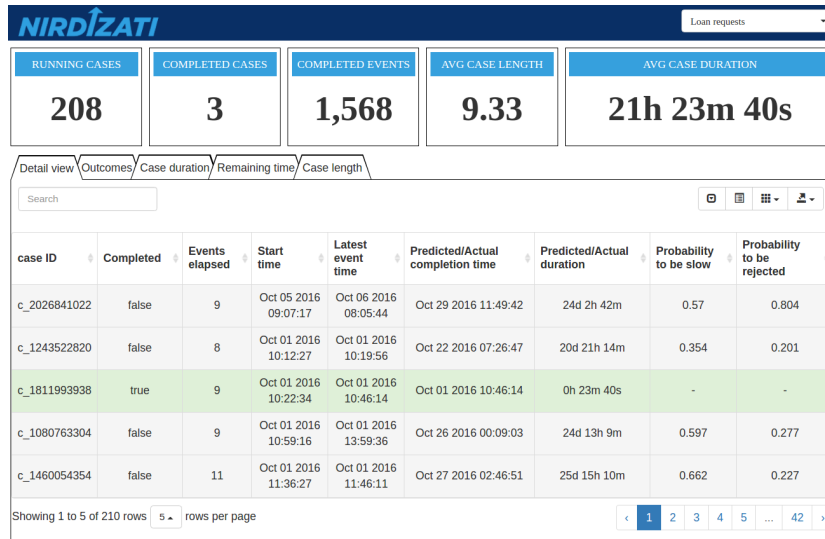 NIRDIZATI
Loan requests
RUNNING CASES
208
COMPLETED CASES
3
COMPLETED EVENTS
1,568
AVG CASE LENGTH
9.33
AVG CASE DURATION
21h 23m 40s
Detail view Outcomes Case duration Remaining time Case length
Search
case ID Completed Events elapsed Start time Latest event time Predicted/Actual completion time Predicted/Actual duration Probability to be slow Probability to be rejected
c_2026841022 false 9 Oct 05 2016 09:07:17 Oct 06 2016 08:05:44 Oct 29 2016 11:49:42 24d 2h 42m 0.57 0.804
c_1243522820 false 8 Oct 01 2016 10:12:27 Oct 01 2016 10:19:56 Oct 22 2016 07:26:47 20d 21h 14m 0.354 0.201
c_1811993938 true 9 Oct 01 2016 10:22:34 Oct 01 2016 10:46:14 Oct 01 2016 10:46:14 0h 23m 40s - -
c_1080763304 false 9 Oct 01 2016 10:59:16 Oct 01 2016 13:59:36 Oct 26 2016 00:09:03 24d 13h 9m 0.597 0.277
c_1460054354 false 11 Oct 01 2016 11:36:27 Oct 01 2016 11:46:11 Oct 27 2016 02:46:51 25d 15h 10m 0.662 0.227
Showing 1 to 5 of 210 rows 5 rows per page ‹ 1 2 3 4 5 ... 42 ›